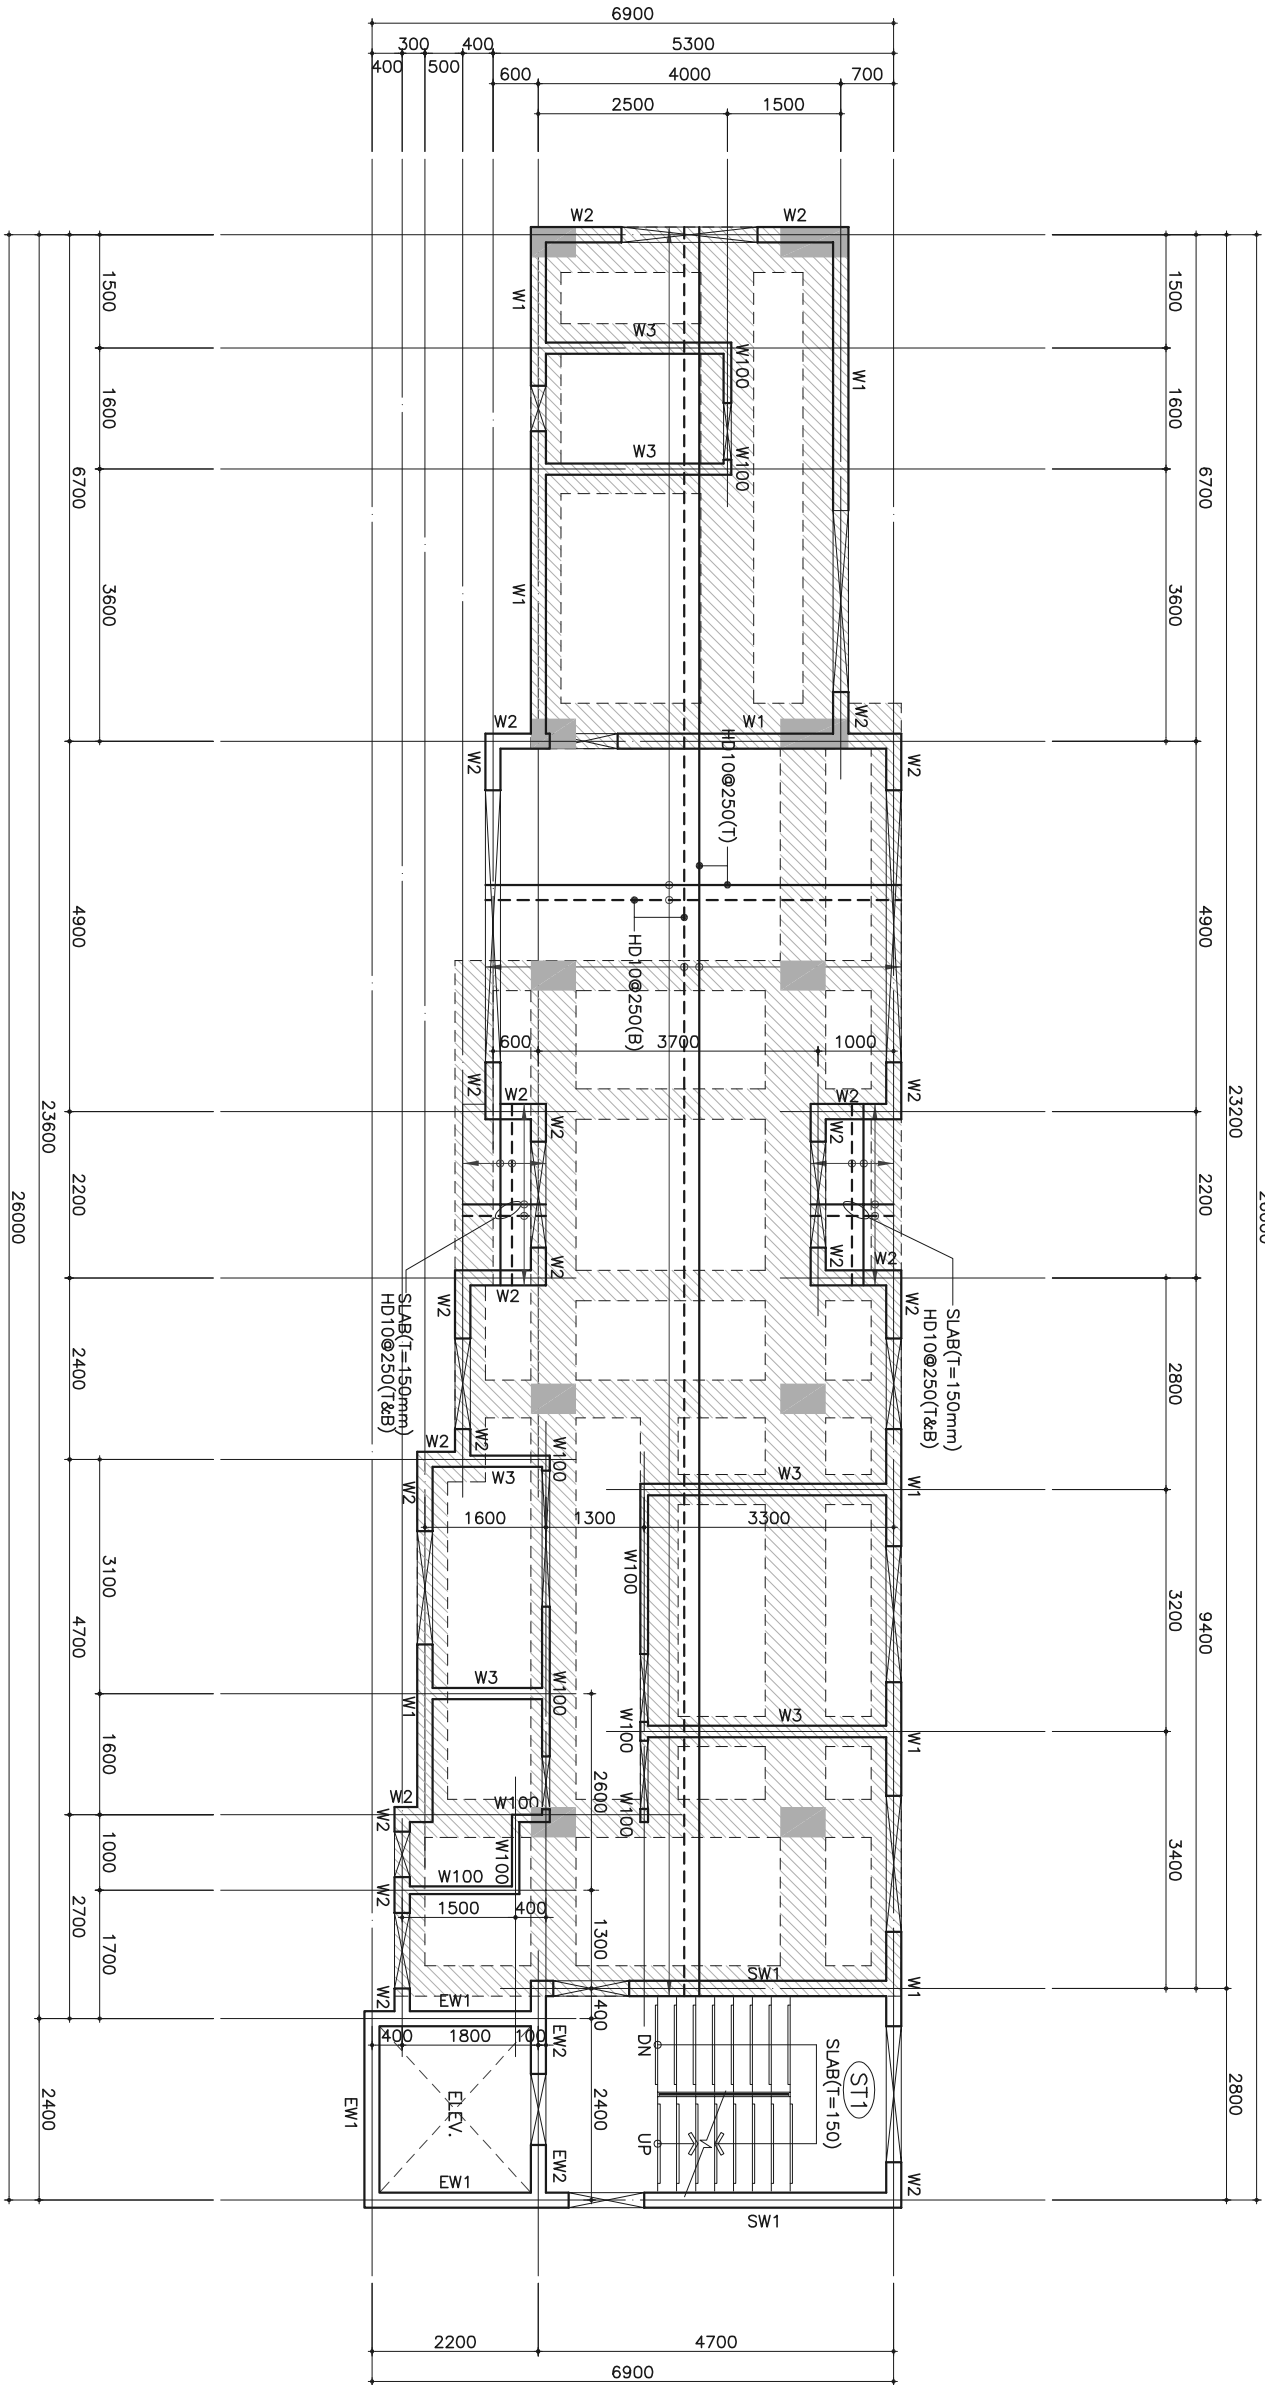 6900
300
400
5300
400
500
600
4000
700
2500
1500
W2
W2
1500
W1
W3
W100
1500
1600
W1
1600
W3
W100
6700
6700
3600
W1
3600
W2
W1
W2
W2
W2
HD10@250(T)
4900
HD10@250(B)
4900
600
3700
1000
23600
23200
W2
W2
W2
W2
W2
W2
26000
2200
2200
W2
W2
W2
W2
W2
W2
SLAB(T=150mm)
HD10@250(T&B)
SLAB(T=150mm)
HD10@250(T&B)
2400
2800
W2
W2
W100
W3
W3
W2
W1
1600
1300
3300
3100
W100
3200
4700
9400
W3
W100
W1
W3
W100
W1
1600
2600
W2
W2
W100
W100
W100
1000
W100
3400
W2
1500
400
2700
1700
1300
SW1
W2
EW1
W1
400
400
1800
100
EW2
DN
SLAB(T=150)
ST1
2800
2400
EW1
ELEV.
2400
UP
EW1
EW2
W2
SW1
2200
4700
6900